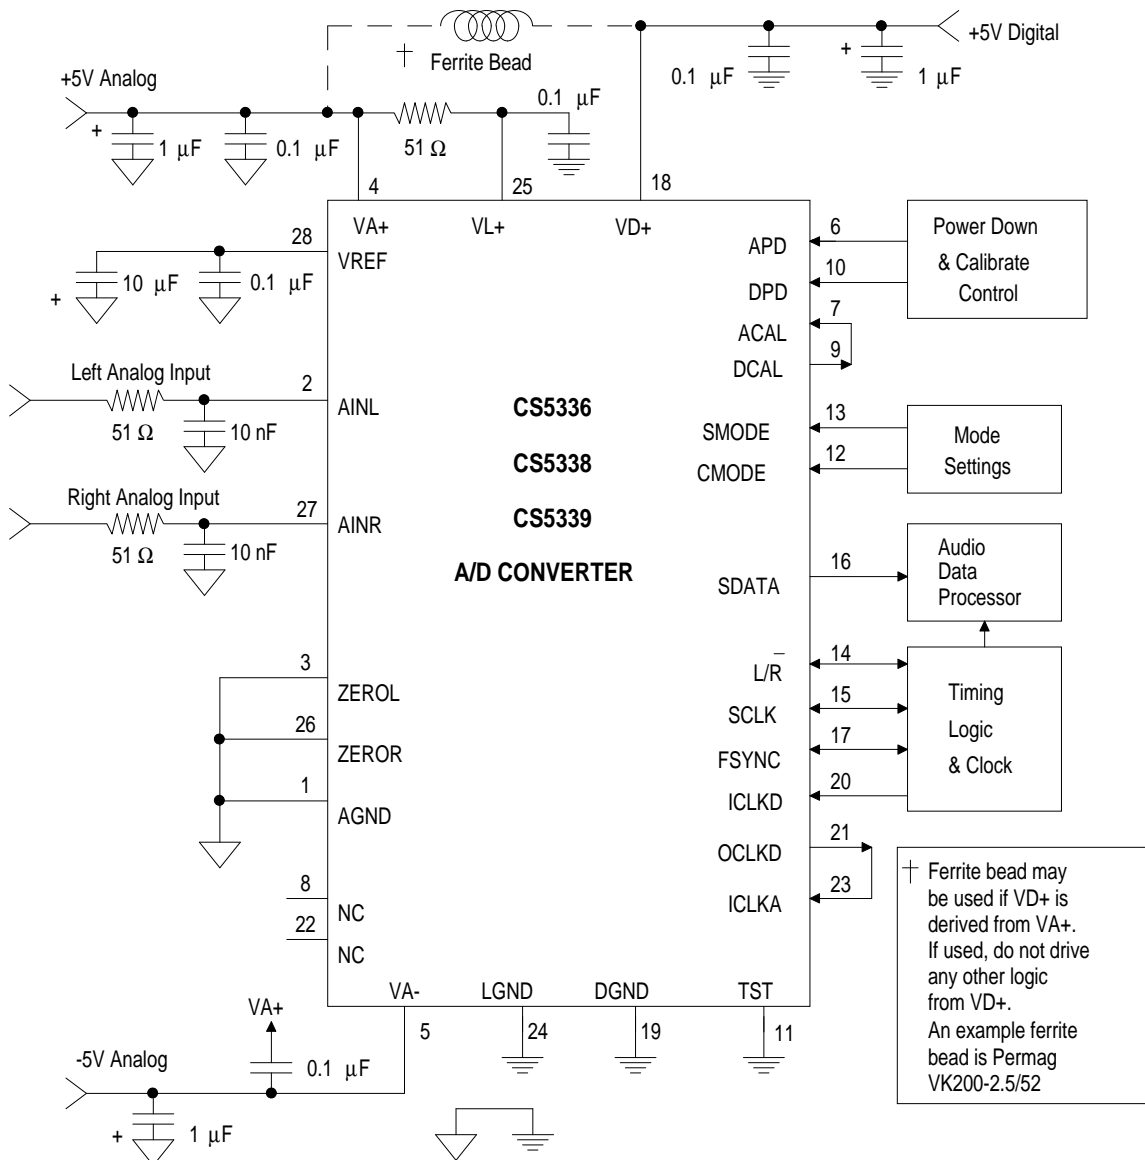 +5V Digital
† Ferrite Bead
0.1 µF
+
1 µF
+5V Analog
+
1 µF
0.1 µF
51 Ω
0.1 µF
4
25
18
VA+
VL+
VD+
28
VREF
+
10 µF
0.1 µF
Left Analog Input
2
AINL
51 Ω
10 nF
Right Analog Input
27
AINR
51 Ω
10 nF
3
ZEROL
26
ZEROR
1
AGND
8
NC
22
NC
CS5336
CS5338
CS5339
A/D CONVERTER
6
APD
10
DPD
7
ACAL
9
DCAL
13
SMODE
12
CMODE
16
SDATA
14
L/R̅
15
SCLK
17
FSYNC
20
ICLKD
21
OCLKD
23
ICLKA
Power Down
& Calibrate
Control
Mode
Settings
Audio
Data
Processor
Timing
Logic
& Clock
† Ferrite bead may
be used if VD+ is
derived from VA+.
If used, do not drive
any other logic
from VD+.
An example ferrite
bead is Permag
VK200-2.5/52
VA-
LGND
DGND
TST
5
24
19
11
VA+
0.1 µF
-5V Analog
+
1 µF